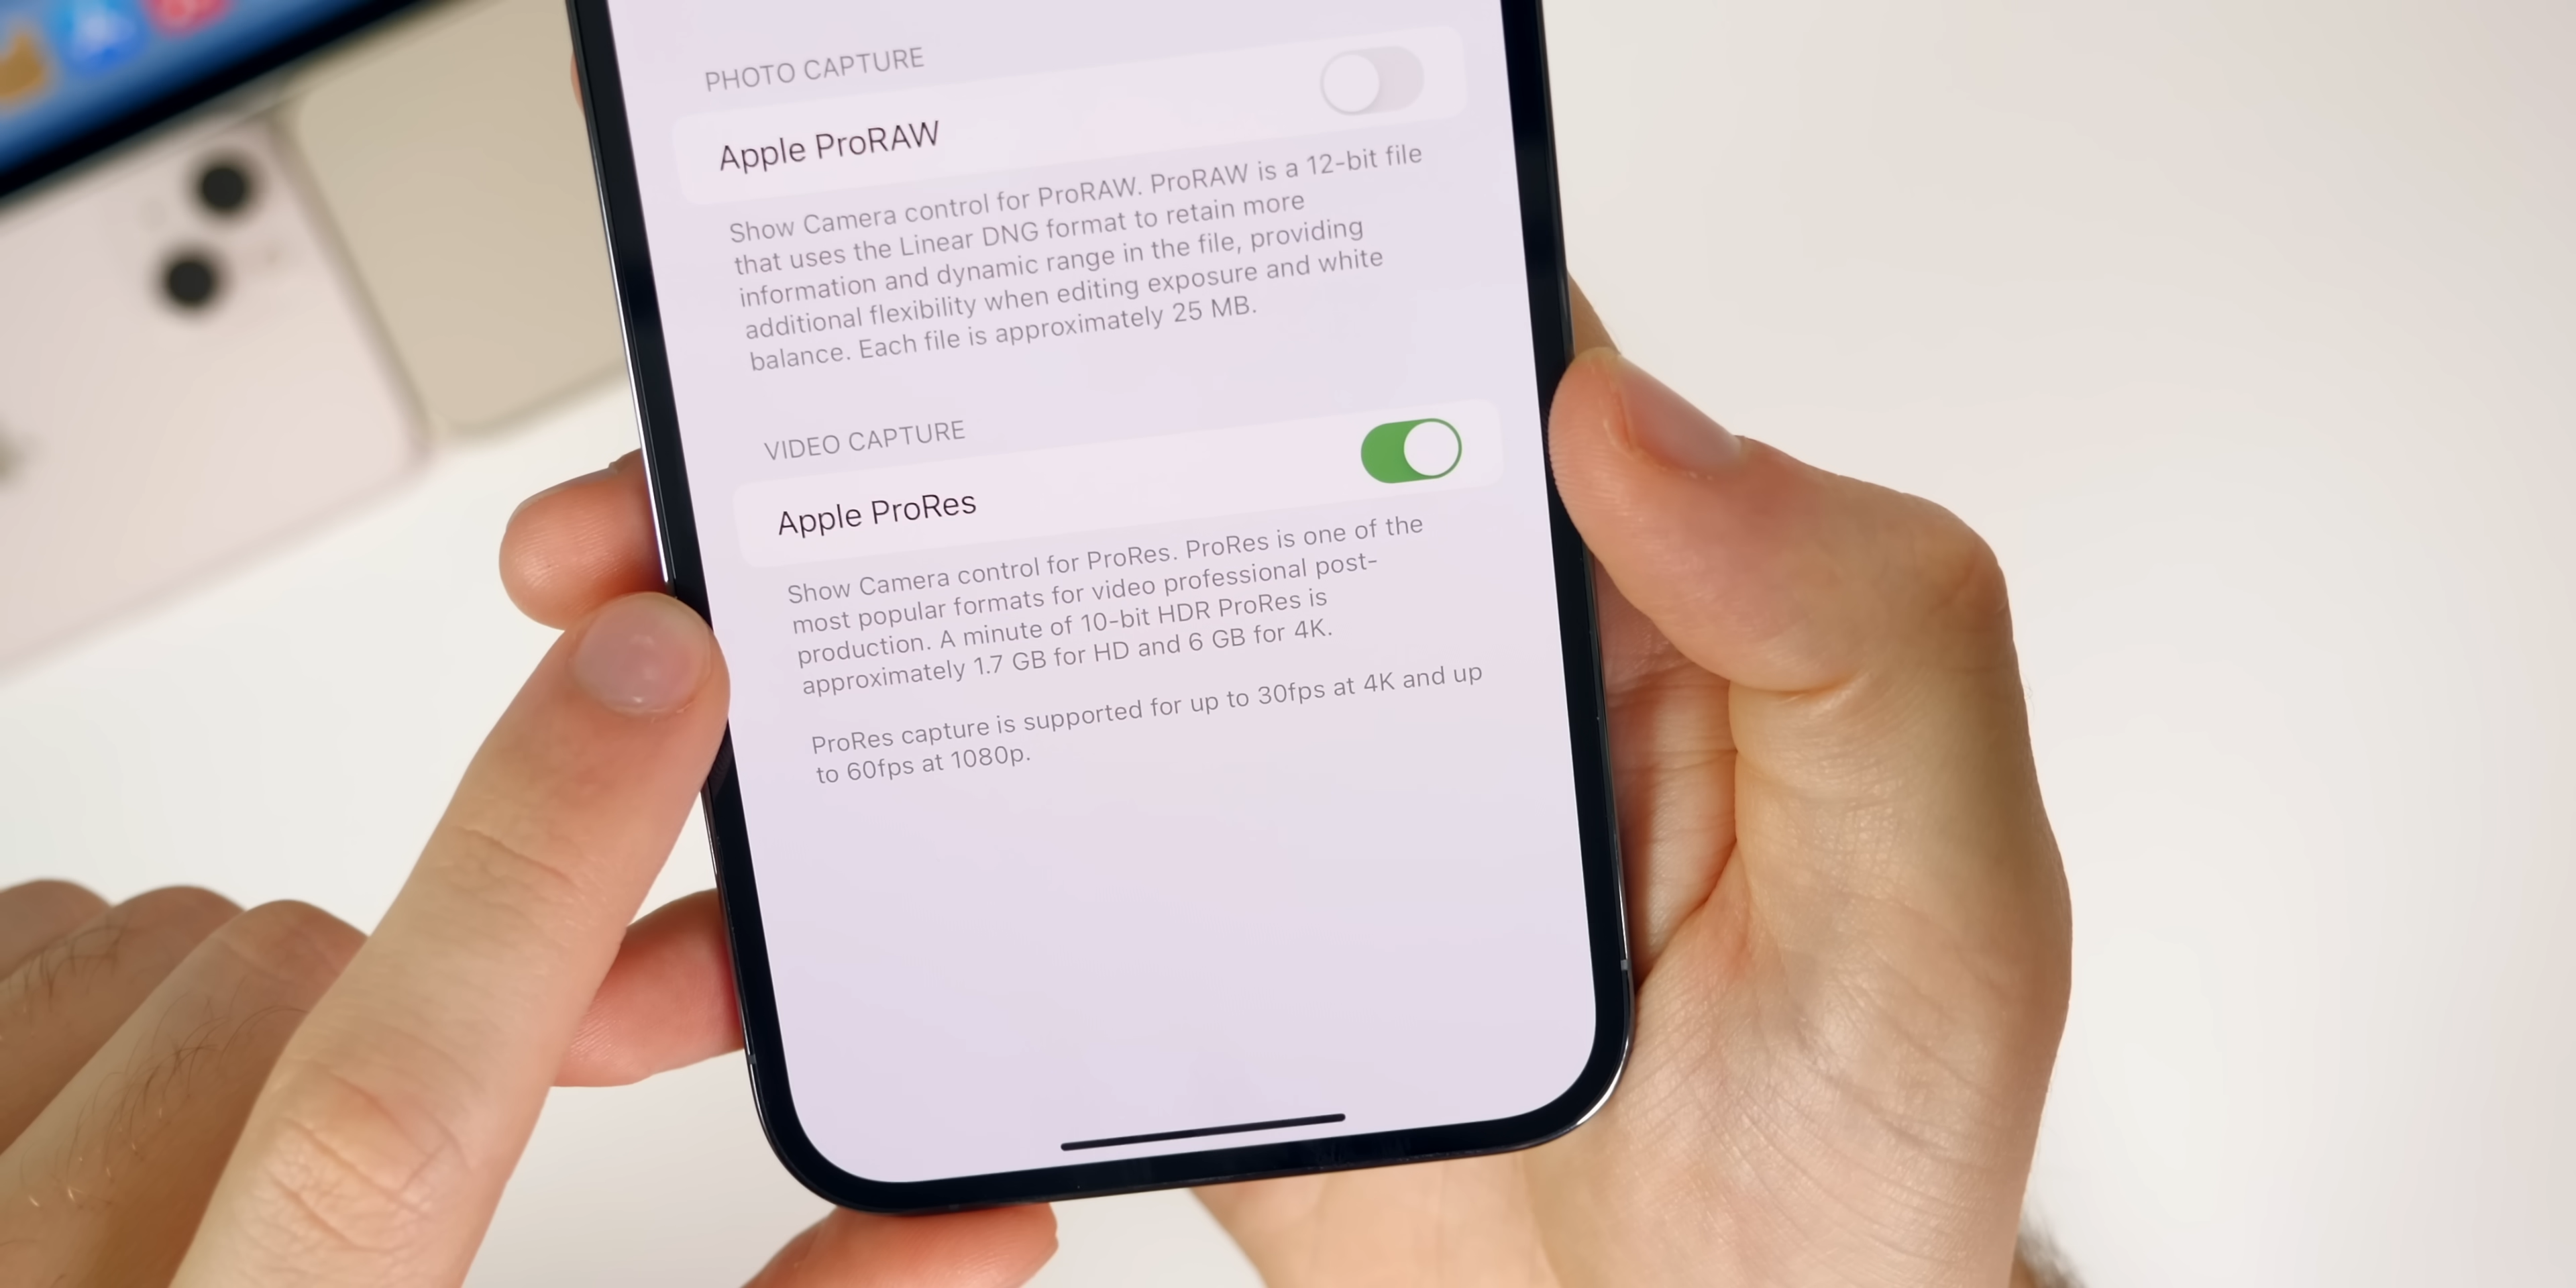 PHOTO CAPTURE
Apple ProRAW
Show Camera control for ProRAW. ProRAW is a 12-bit file
that uses the Linear DNG format to retain more
information and dynamic range in the file, providing
additional flexibility when editing exposure and white
balance. Each file is approximately 25 MB.
VIDEO CAPTURE
Apple ProRes
Show Camera control for ProRes. ProRes is one of the
most popular formats for video professional post-
production. A minute of 10-bit HDR ProRes is
approximately 1.7 GB for HD and 6 GB for 4K.
ProRes capture is supported for up to 30fps at 4K and up
to 60fps at 1080p.